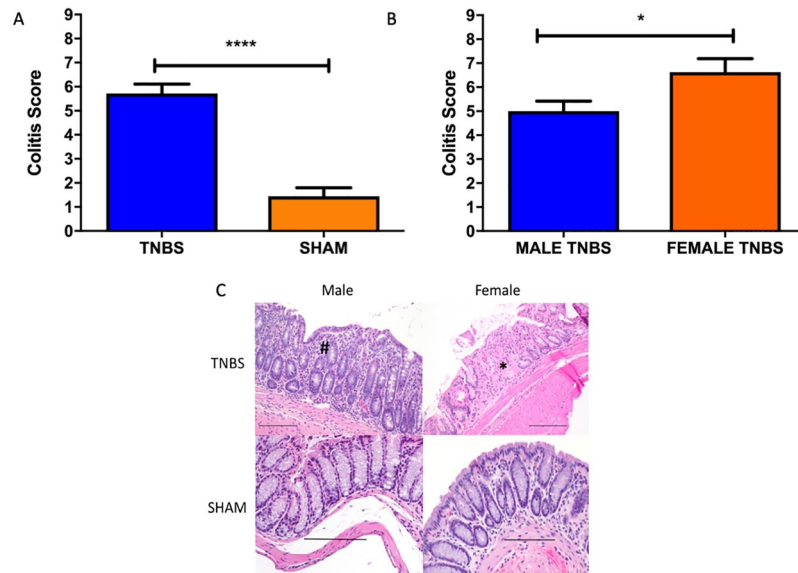 A
Colitis Score
9
8
7
6
5
4
3
2
1
0
****
TNBS
SHAM
B
Colitis Score
9
8
7
6
5
4
3
2
1
0
*
MALE TNBS
FEMALE TNBS
C
Male
Female
TNBS
#
*
SHAM